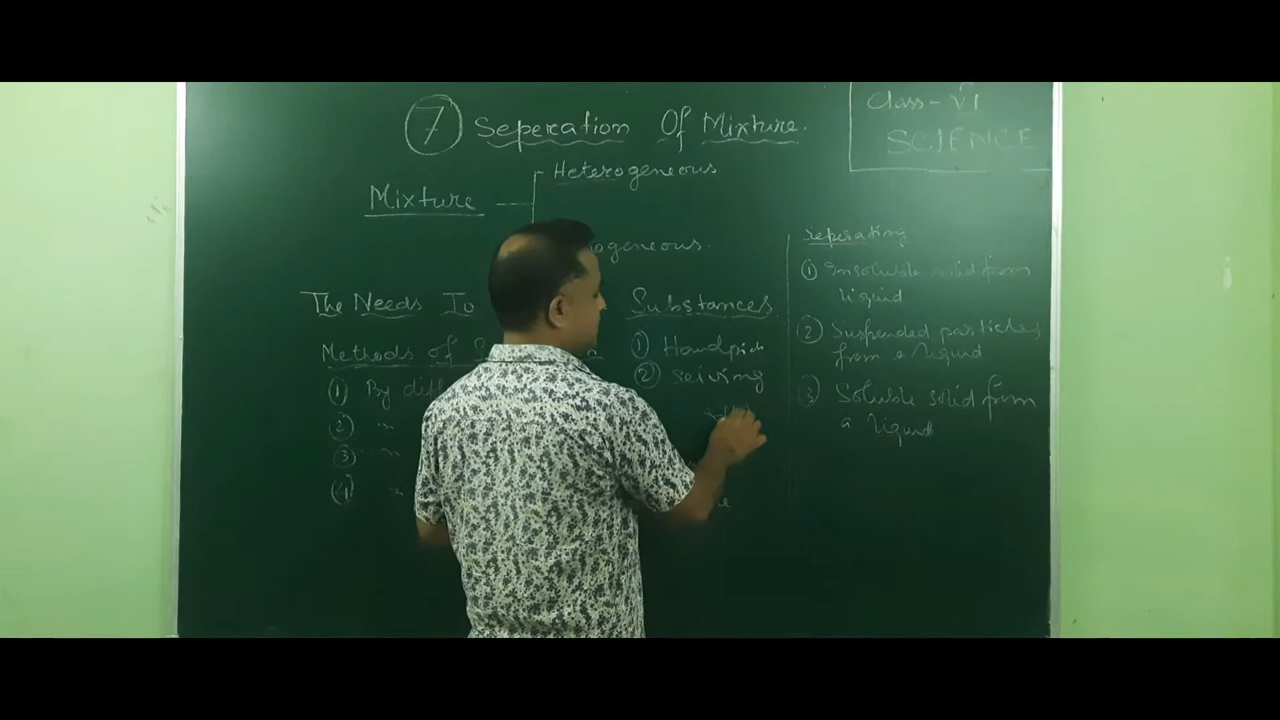 Class - VI
SCIENCE
7 Seperation Of Mixture.
Mixture
Heterogeneous
ogeneous.
The Needs To
Substances
Methods of
1 By diff
2 "
3 "
4 "
1 Handpick
2 Seiving
Seperating
1 Insoluble solid from
liquid
2 Suspended particles
from a liquid
3 Soluble solid from
a liquid